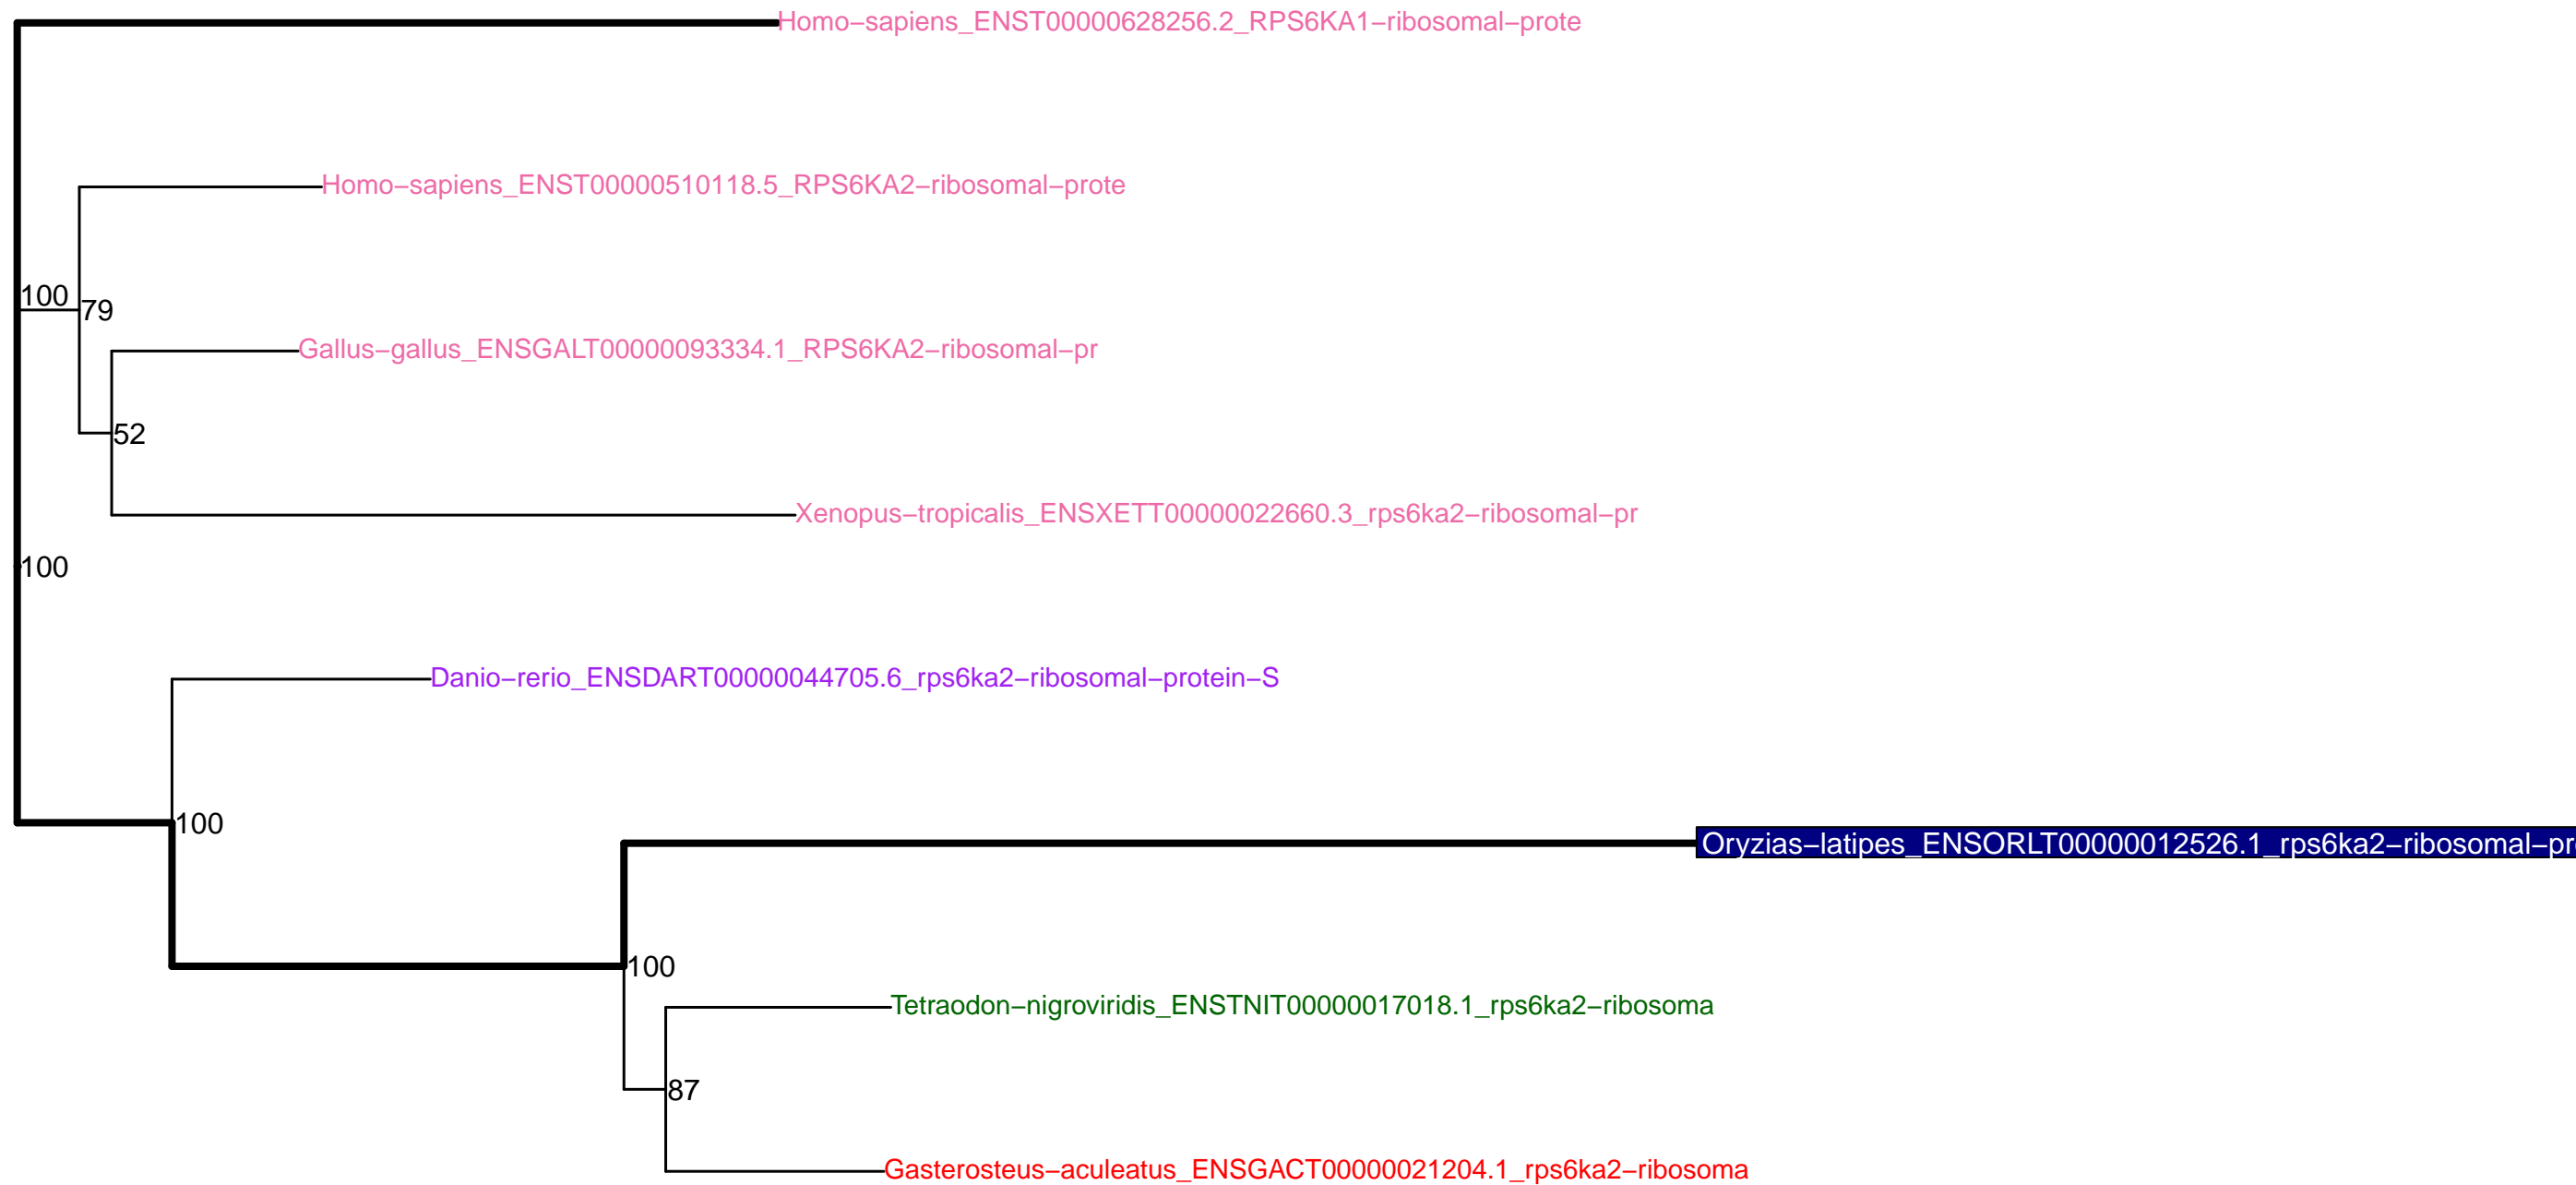 Homo−sapiens_ENST00000628256.2_RPS6KA1−ribosomal−prote
Homo−sapiens_ENST00000510118.5_RPS6KA2−ribosomal−prote
100
79
Gallus−gallus_ENSGALT00000093334.1_RPS6KA2−ribosomal−pr
52
Xenopus−tropicalis_ENSXETT00000022660.3_rps6ka2−ribosomal−pr
100
Danio−rerio_ENSDART00000044705.6_rps6ka2−ribosomal−protein−S
100
Oryzias−latipes_ENSORLT00000012526.1_rps6ka2−ribosomal−pr
100
Tetraodon−nigroviridis_ENSTNIT00000017018.1_rps6ka2−ribosoma
87
Gasterosteus−aculeatus_ENSGACT00000021204.1_rps6ka2−ribosoma